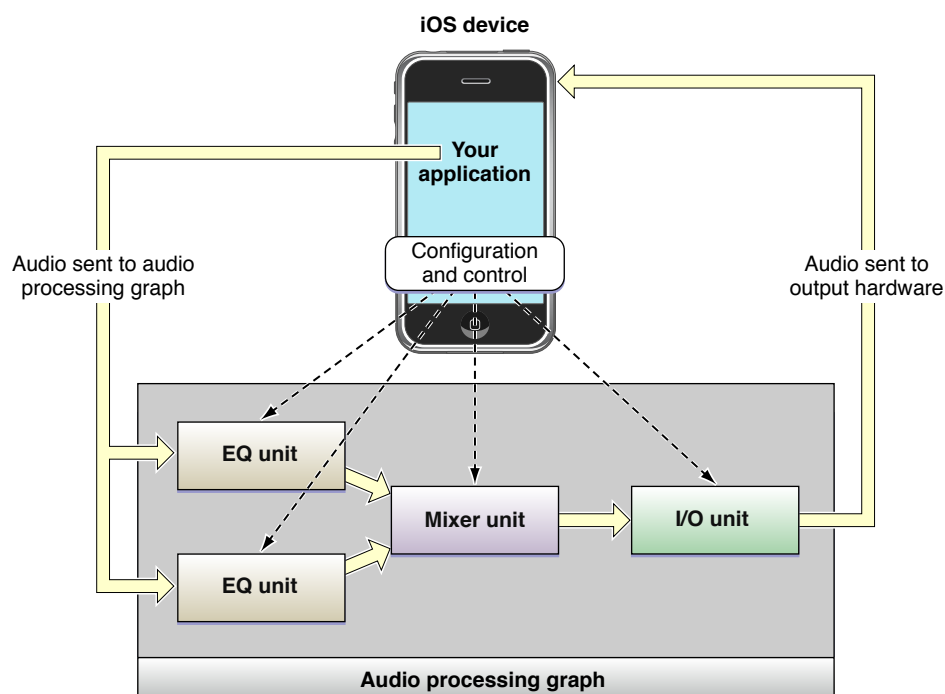 iOS device
Your
application
Configuration
and control
Audio sent to audio
processing graph
Audio sent to
output hardware
EQ unit
Mixer unit
I/O unit
EQ unit
Audio processing graph